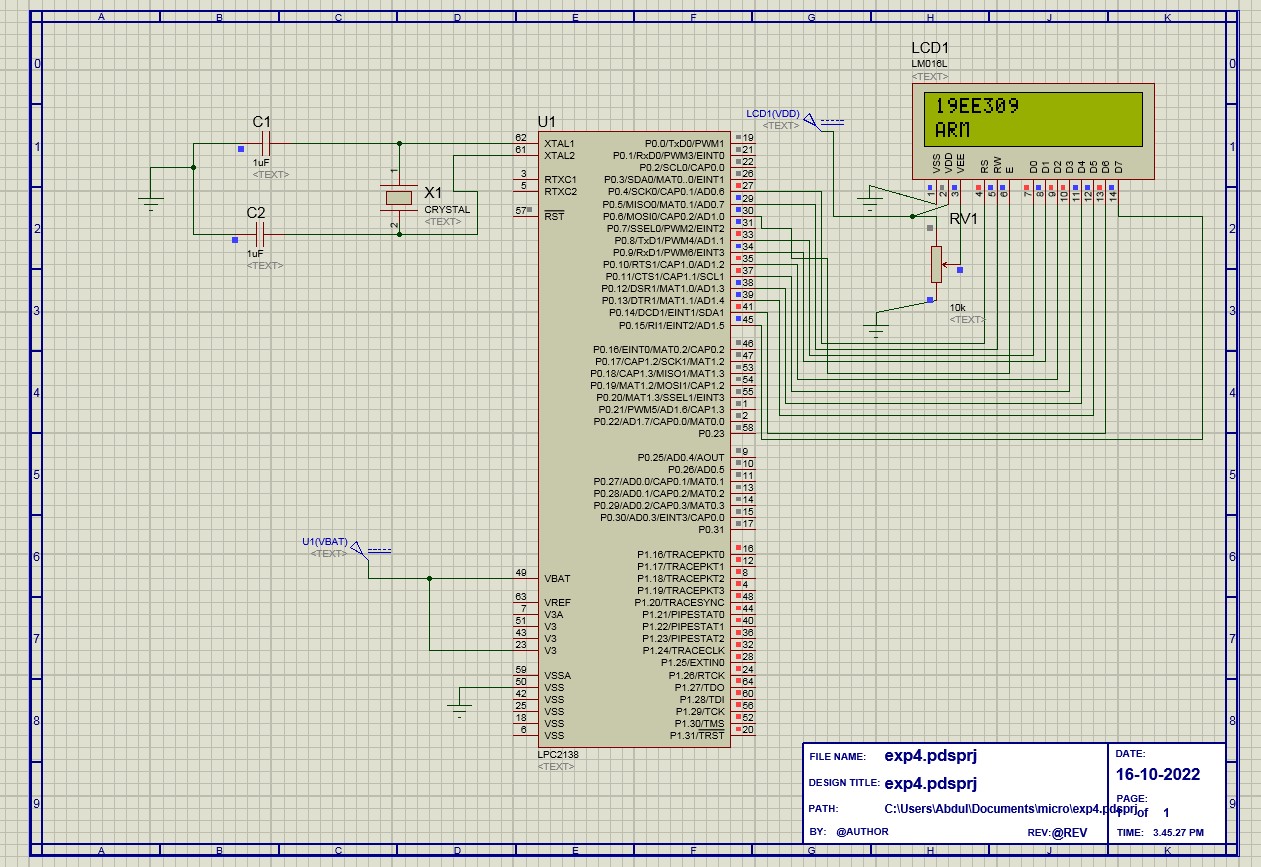 A B C D E F G H J K
0 0
1 1
2 2
3 3
4 4
5 5
6 6
7 7
8 8
9 9
LCD1
LM016L
<TEXT>
19EE309
ARM
VSS VDD VEE RS RW E D0 D1 D2 D3 D4 D5 D6 D7
1 2 3 4 5 6 7 8 9 10 11 12 13 14
LCD1(VDD)
<TEXT>
RV1
10k
<TEXT>
C1
1uF
<TEXT>
C2
1uF
<TEXT>
X1
CRYSTAL
<TEXT>
1
2
U1
62 XTAL1
61 XTAL2
3 RTXC1
5 RTXC2
57 RST
U1(VBAT)
<TEXT>
49 VBAT
63 VREF
7 V3A
51 V3
43 V3
23 V3
59 VSSA
50 VSS
42 VSS
25 VSS
18 VSS
6 VSS
P0.0/TxD0/PWM1 19
P0.1/RxD0/PWM3/EINT0 21
P0.2/SCL0/CAP0.0 22
P0.3/SDA0/MAT0.0/EINT1 26
P0.4/SCK0/CAP0.1/AD0.6 27
P0.5/MISO0/MAT0.1/AD0.7 29
P0.6/MOSI0/CAP0.2/AD1.0 30
P0.7/SSEL0/PWM2/EINT2 31
P0.8/TxD1/PWM4/AD1.1 33
P0.9/RxD1/PWM6/EINT3 34
P0.10/RTS1/CAP1.0/AD1.2 35
P0.11/CTS1/CAP1.1/SCL1 37
P0.12/DSR1/MAT1.0/AD1.3 38
P0.13/DTR1/MAT1.1/AD1.4 39
P0.14/DCD1/EINT1/SDA1 41
P0.15/RI1/EINT2/AD1.5 45
P0.16/EINT0/MAT0.2/CAP0.2 46
P0.17/CAP1.2/SCK1/MAT1.2 47
P0.18/CAP1.3/MISO1/MAT1.3 53
P0.19/MAT1.2/MOSI1/CAP1.2 54
P0.20/MAT1.3/SSEL1/EINT3 55
P0.21/PWM5/AD1.6/CAP1.3 1
P0.22/AD1.7/CAP0.0/MAT0.0 2
P0.23 58
P0.25/AD0.4/AOUT 9
P0.26/AD0.5 10
P0.27/AD0.0/CAP0.1/MAT0.1 11
P0.28/AD0.1/CAP0.2/MAT0.2 13
P0.29/AD0.2/CAP0.3/MAT0.3 14
P0.30/AD0.3/EINT3/CAP0.0 15
P0.31 17
P1.16/TRACEPKT0 16
P1.17/TRACEPKT1 12
P1.18/TRACEPKT2 8
P1.19/TRACEPKT3 4
P1.20/TRACESYNC 48
P1.21/PIPESTAT0 44
P1.22/PIPESTAT1 40
P1.23/PIPESTAT2 36
P1.24/TRACECLK 32
P1.25/EXTIN0 28
P1.26/RTCK 24
P1.27/TDO 64
P1.28/TDI 60
P1.29/TCK 56
P1.30/TMS 52
P1.31/TRST 20
LPC2138
<TEXT>
FILE NAME: exp4.pdsprj
DESIGN TITLE: exp4.pdsprj
PATH: C:\Users\Abdul\Documents\micro\exp4.pdsprj
BY: @AUTHOR REV:@REV
DATE:
16-10-2022
PAGE:
1 of 1
TIME: 3.45.27 PM
A B C D E F G H J K